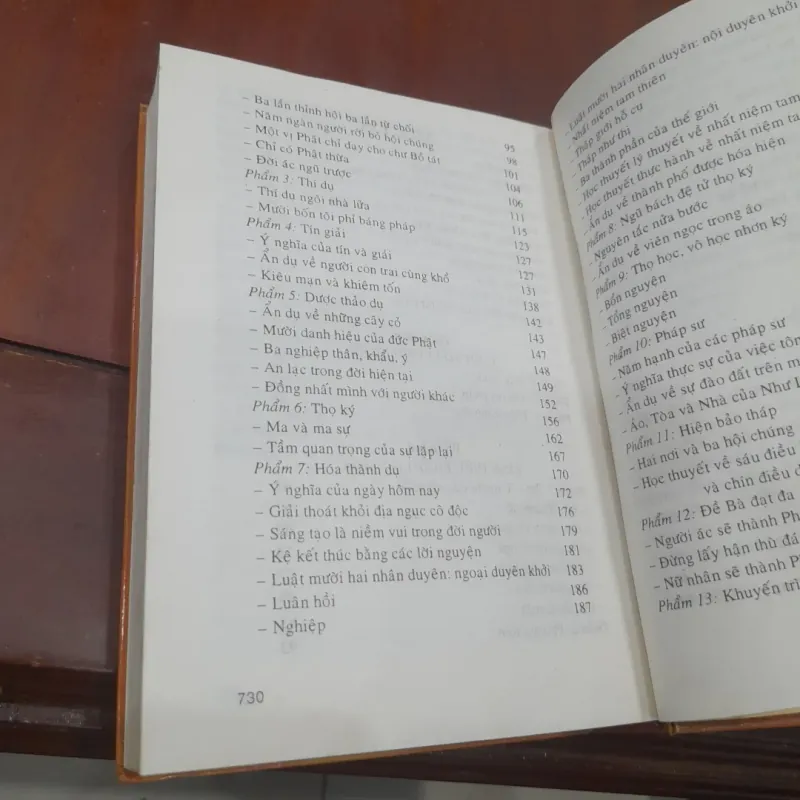 – Ba lần thỉnh hội ba lần từ chối 95
– Năm ngàn người rời bỏ hội chúng 98
– Một vị Phật chỉ dạy cho chư Bồ tát 101
– Chỉ có Phật thừa 104
– Đời ác ngũ trược 106
Phẩm 3: Thí dụ 111
– Thí dụ ngôi nhà lửa 115
– Mười bốn tội phỉ báng pháp 123
Phẩm 4: Tín giải 127
– Ý nghĩa của tín và giải 127
– Ẩn dụ về người con trai cùng khổ 131
– Kiêu mạn và khiêm tốn 138
Phẩm 5: Dược thảo dụ 142
– Ẩn dụ về những cây cỏ 143
– Mười danh hiệu của đức Phật 147
– Ba nghiệp thân, khẩu, ý 148
– An lạc trong đời hiện tại 149
– Đồng nhất mình với người khác 152
Phẩm 6: Thọ ký 156
– Ma và ma sự 162
– Tầm quan trọng của sự lặp lại 167
Phẩm 7: Hóa thành dụ 170
– Ý nghĩa của ngày hôm nay 172
– Giải thoát khỏi địa ngục cô độc 176
– Sáng tạo là niềm vui trong đời người 179
– Kệ kết thúc bằng các lời nguyện 181
– Luật mười hai nhân duyên: ngoại duyên khởi 183
– Luân hồi 186
– Nghiệp 187
730
– Luật mười hai nhân duyên: nội duyên khởi
– Nhất niệm tam thiên
– Tháp giới hỗ cụ
– Tháp như thị
– Ba thành phần của thế giới
– Học thuyết lý thuyết về nhất niệm tam
– Học thuyết thực hành về nhất niệm ta
– Ẩn dụ về thành phố được hóa hiện
Phẩm 8: Ngũ bách đệ tử thọ ký
– Nguyên tắc nửa bước
– Ẩn dụ về viên ngọc trong áo
Phẩm 9: Thọ học, vô học nhơn ký
– Bổn nguyện
– Tổng nguyện
– Biệt nguyện
Phẩm 10: Pháp sư
– Năm hạnh của các pháp sư
– Ý nghĩa thực sự của việc tôn
– Ẩn dụ về sự đào đất trên m
– Áo, Tòa và Nhà của Như L
Phẩm 11: Hiện bảo tháp
– Hai nơi và ba hội chúng
– Học thuyết về sáu điều
và chín điều d
Phẩm 12: Đề Bà đạt đa
– Người ác sẽ thành Ph
– Đừng lấy hận thù đá
– Nữ nhân sẽ thành P
Phẩm 13: Khuyến trì